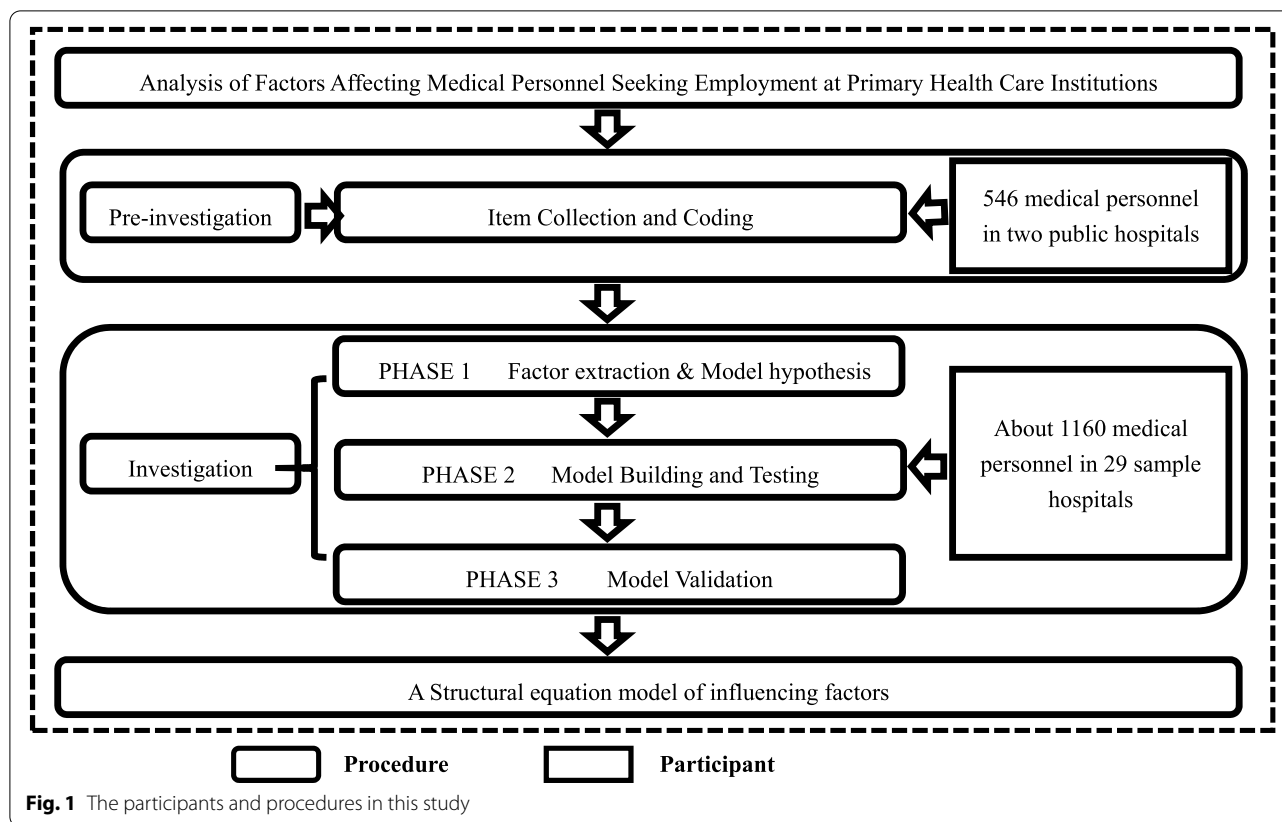 Analysis of Factors Affecting Medical Personnel Seeking Employment at Primary Health Care Institutions
Pre-investigation
Item Collection and Coding
546 medical personnel
in two public hospitals
Investigation
PHASE 1 Factor extraction & Model hypothesis
PHASE 2 Model Building and Testing
PHASE 3 Model Validation
About 1160 medical
personnel in 29 sample
hospitals
A Structural equation model of influencing factors
Procedure
Participant
Fig. 1 The participants and procedures in this study